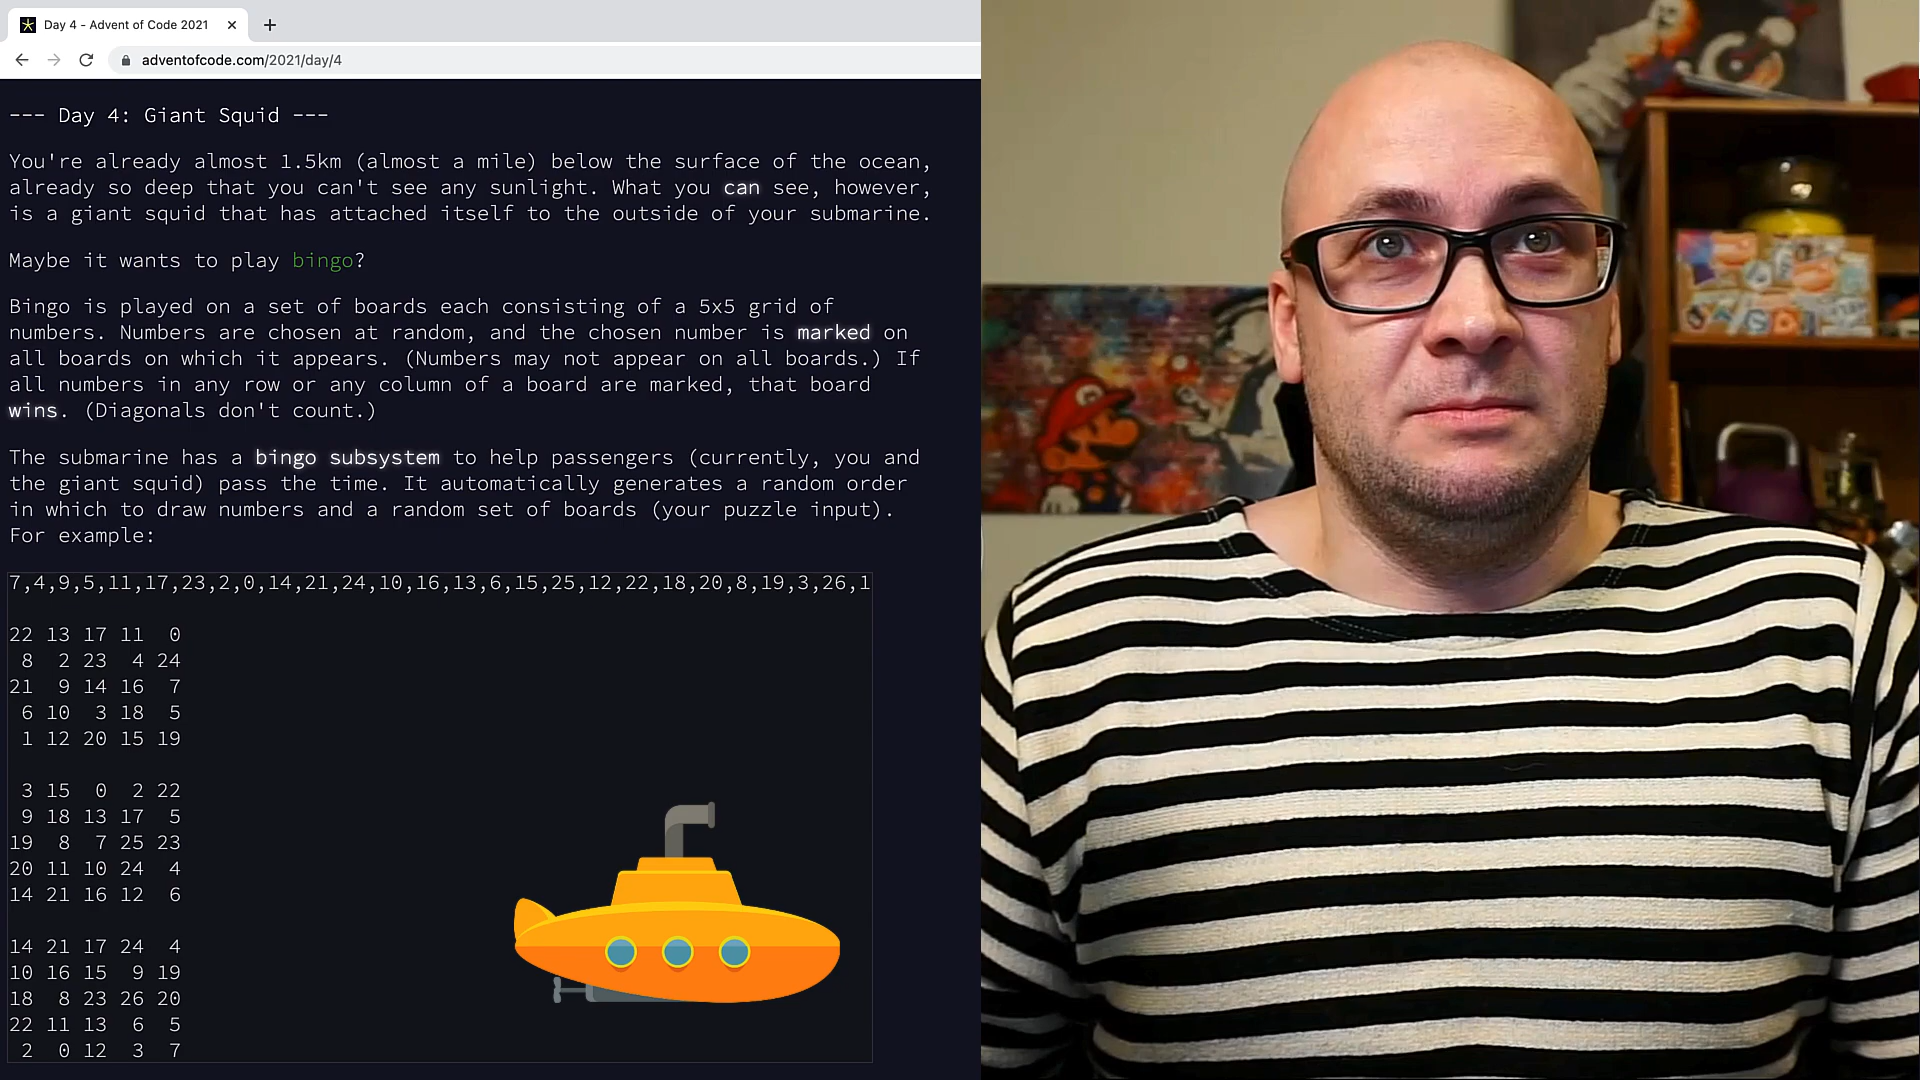 Day 4 - Advent of Code 2021
adventofcode.com/2021/day/4
--- Day 4: Giant Squid ---
You're already almost 1.5km (almost a mile) below the surface of the ocean,
already so deep that you can't see any sunlight. What you can see, however,
is a giant squid that has attached itself to the outside of your submarine.
Maybe it wants to play bingo?
Bingo is played on a set of boards each consisting of a 5x5 grid of
numbers. Numbers are chosen at random, and the chosen number is marked on
all boards on which it appears. (Numbers may not appear on all boards.) If
all numbers in any row or any column of a board are marked, that board
wins. (Diagonals don't count.)
The submarine has a bingo subsystem to help passengers (currently, you and
the giant squid) pass the time. It automatically generates a random order
in which to draw numbers and a random set of boards (your puzzle input).
For example:
7,4,9,5,11,17,23,2,0,14,21,24,10,16,13,6,15,25,12,22,18,20,8,19,3,26,1
22 13 17 11  0
 8  2 23  4 24
21  9 14 16  7
 6 10  3 18  5
 1 12 20 15 19
 3 15  0  2 22
 9 18 13 17  5
19  8  7 25 23
20 11 10 24  4
14 21 16 12  6
14 21 17 24  4
10 16 15  9 19
18  8 23 26 20
22 11 13  6  5
 2  0 12  3  7